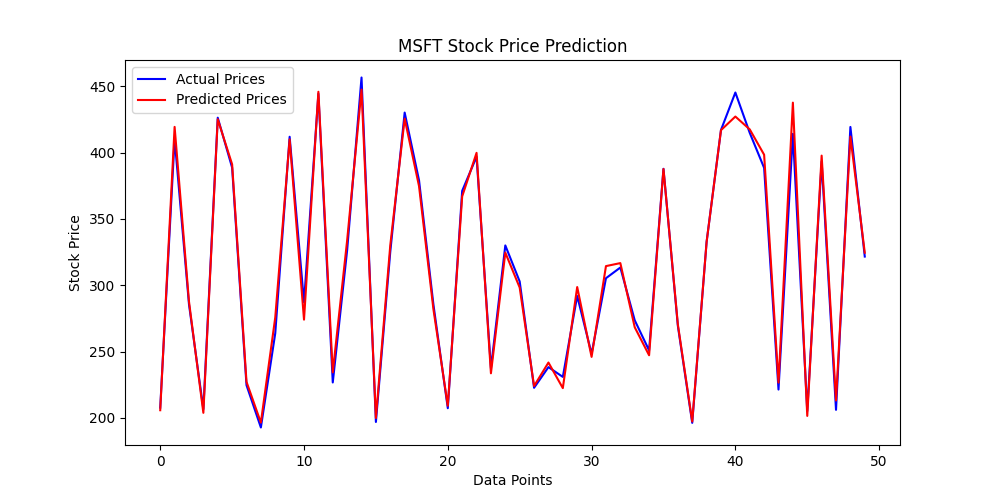 MSFT Stock Price Prediction
Actual Prices
Predicted Prices
450
400
350
300
250
200
Stock Price
0 10 20 30 40 50
Data Points